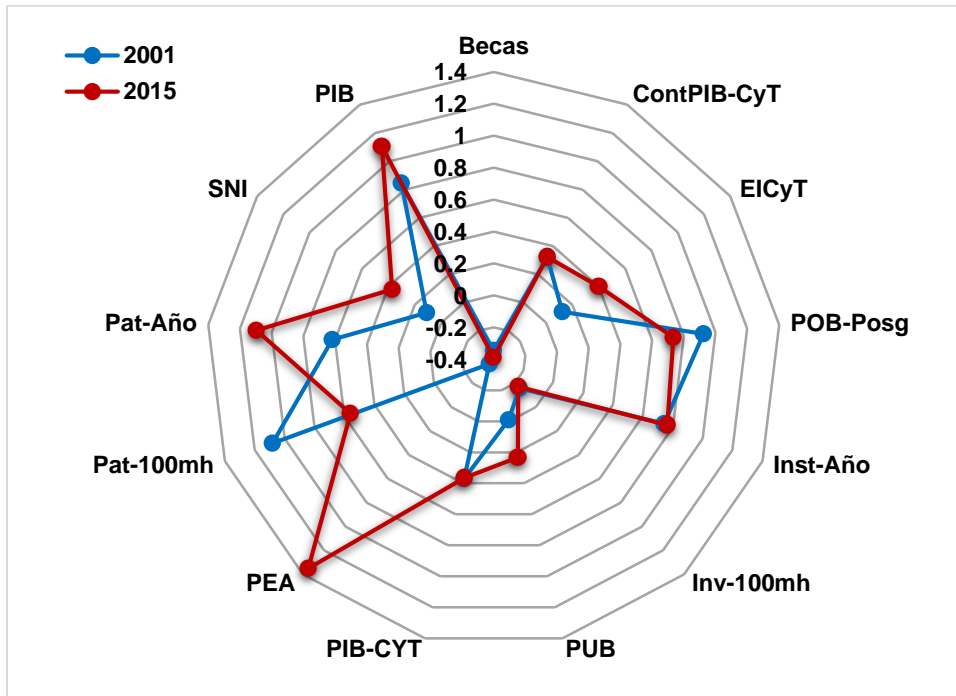 2001
2015
Becas
ContPIB-CyT
EICyT
POB-Posg
Inst-Año
Inv-100mh
PUB
PIB-CYT
PEA
Pat-100mh
Pat-Año
SNI
PIB
1.4
1.2
1
0.8
0.6
0.4
0.2
0
-0.2
-0.4